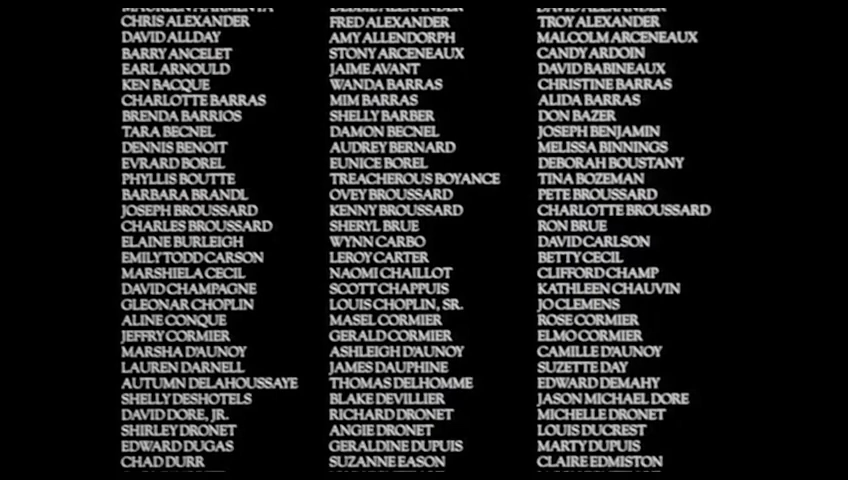 CHRIS ALEXANDER FRED ALEXANDER TROY ALEXANDER
DAVID ALLDAY AMY ALLENDORPH MALCOLM ARCENEAUX
BARRY ANCELET STONY ARCENEAUX CANDY ARDOIN
EARL ARNOULD JAIME AVANT DAVID BABINEAUX
KEN BACQUE WANDA BARRAS CHRISTINE BARRAS
CHARLOTTE BARRAS MIM BARRAS ALIDA BARRAS
BRENDA BARRIOS SHELLY BARBER DON BAZER
TARA BECNEL DAMON BECNEL JOSEPH BENJAMIN
DENNIS BENOIT AUDREY BERNARD MELISSA BINNINGS
EVRARD BOREL EUNICE BOREL DEBORAH BOUSTANY
PHYLLIS BOUTTE TREACHEROUS BOYANCE TINA BOZEMAN
BARBARA BRANDL OVEY BROUSSARD PETE BROUSSARD
JOSEPH BROUSSARD KENNY BROUSSARD CHARLOTTE BROUSSARD
CHARLES BROUSSARD SHERYL BRUE RON BRUE
ELAINE BURLEIGH WYNN CARBO DAVID CARLSON
EMILY TODD CARSON LEROY CARTER BETTY CECIL
MARSHIELA CECIL NAOMI CHAILLOT CLIFFORD CHAMP
DAVID CHAMPAGNE SCOTT CHAPPUIS KATHLEEN CHAUVIN
GLEONAR CHOPLIN LOUIS CHOPLIN, SR. JO CLEMENS
ALINE CONQUE MASEL CORMIER ROSE CORMIER
JEFFRY CORMIER GERALD CORMIER ELMO CORMIER
MARSHA D'AUNOY ASHLEIGH D'AUNOY CAMILLE D'AUNOY
LAUREN DARNELL JAMES DAUPHINE SUZETTE DAY
AUTUMN DELAHOUSSAYE THOMAS DELHOMME EDWARD DEMAHY
SHELLY DESHOTELS BLAKE DEVILLIER JASON MICHAEL DORE
DAVID DORE, JR. RICHARD DRONET MICHELLE DRONET
SHIRLEY DRONET ANGIE DRONET LOUIS DUCREST
EDWARD DUGAS GERALDINE DUPUIS MARTY DUPUIS
CHAD DURR SUZANNE EASON CLAIRE EDMISTON